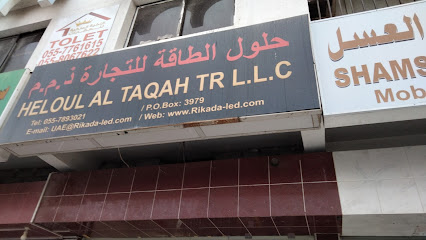 TOLET
حلول الطاقة للتجارة ذ.م.م
HELOUL AL TAQAH TR L.L.C
Tel: 055-7893021 / P.O.Box: 3979
E-mail: UAE@Rikada-led.com / Web: www.Rikada-led.com
العسل
SHAMS
Mob